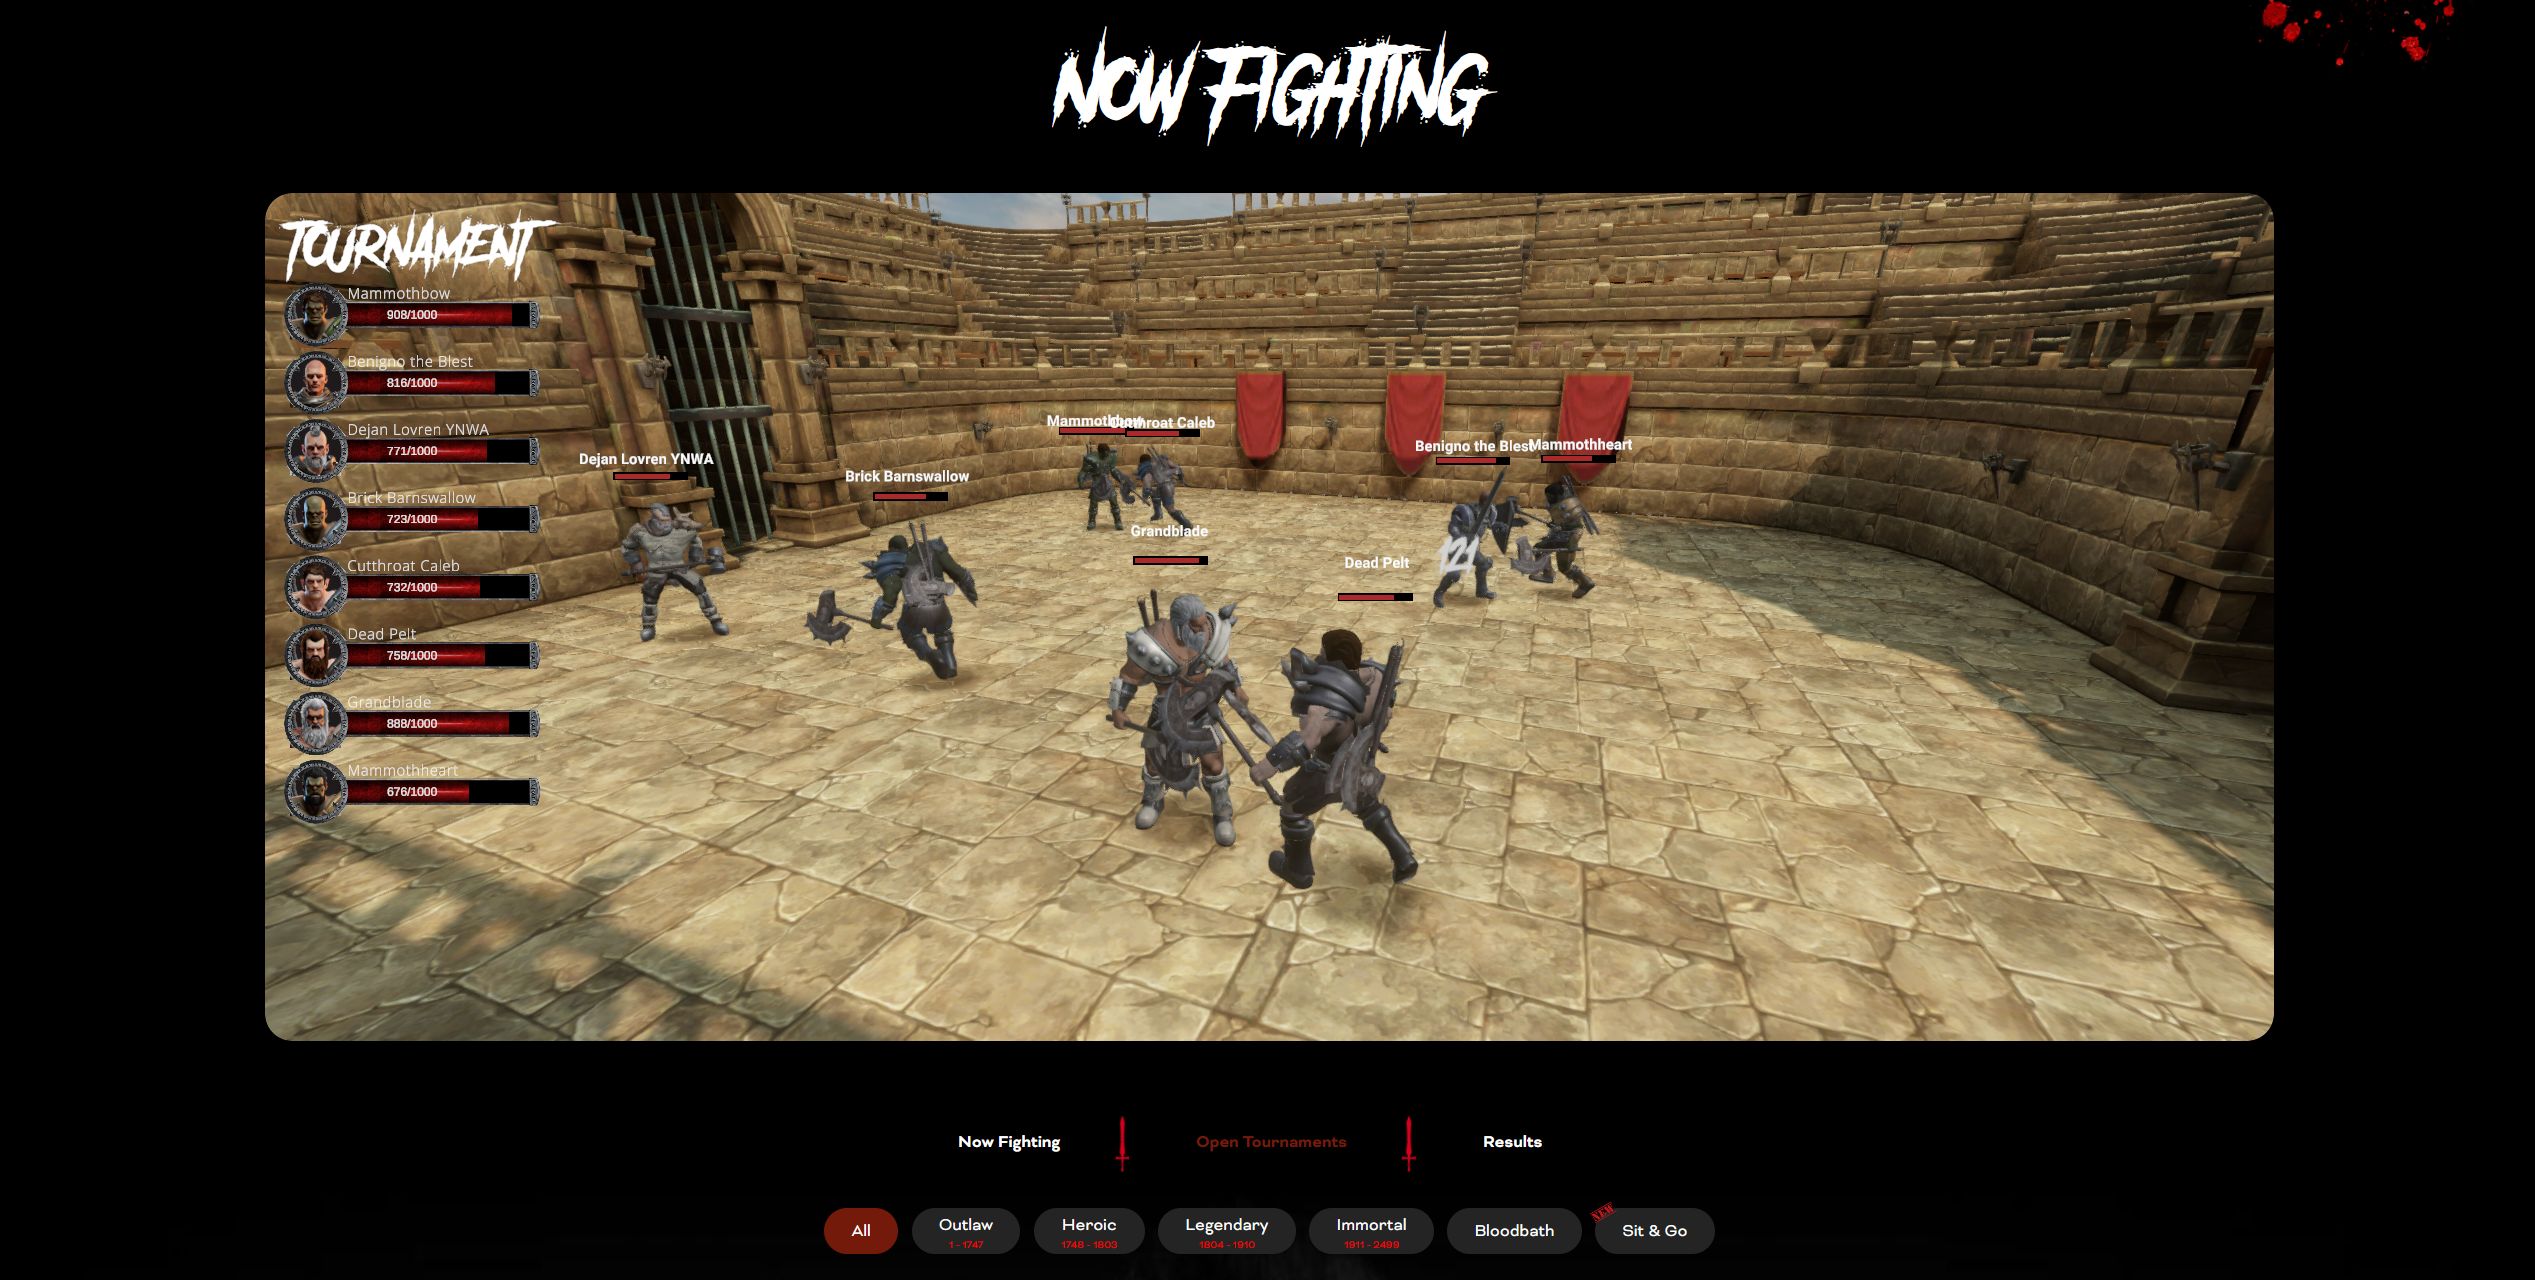 NOW FIGHTING
TOURNAMENT
Mammothbow
908/1000
Benigno the Blest
816/1000
Dejan Lovren YNWA
771/1000
Brick Barnswallow
723/1000
Cutthroat Caleb
732/1000
Dead Pelt
758/1000
Grandblade
888/1000
Mammothheart
676/1000
Mammothbow Cutthroat Caleb
Benigno the Blest Mammothheart
Dejan Lovren YNWA
Brick Barnswallow
Grandblade
121
Dead Pelt
Now Fighting Open Tournaments Results
NEW
All Outlaw Heroic Legendary Immortal Bloodbath Sit & Go
1 - 1747 1748 - 1803 1804 - 1910 1911 - 2499